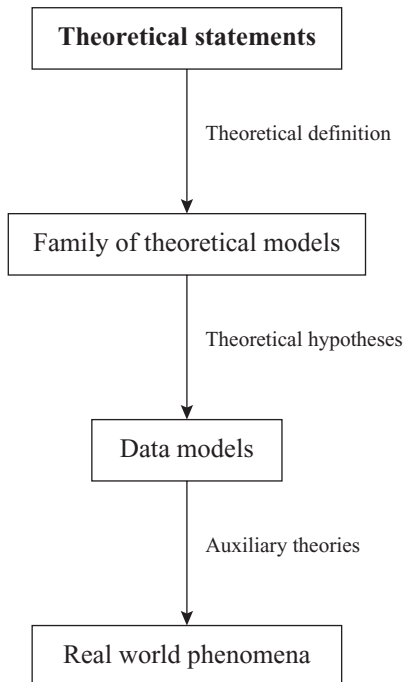 Theoretical statements
Theoretical definition
Family of theoretical models
Theoretical hypotheses
Data models
Auxiliary theories
Real world phenomena